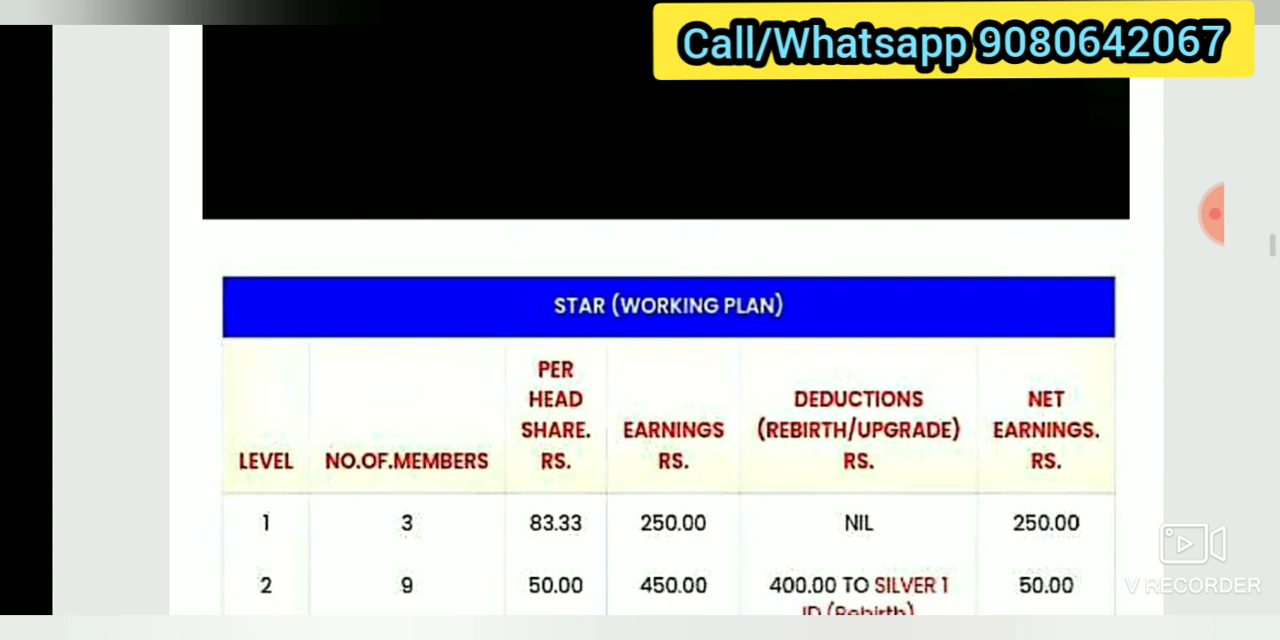 Call/Whatsapp 9080642067
STAR (WORKING PLAN)
LEVEL NO.OF.MEMBERS PER HEAD SHARE. RS. EARNINGS RS. DEDUCTIONS (REBIRTH/UPGRADE) RS. NET EARNINGS. RS.
1 3 83.33 250.00 NIL 250.00
2 9 50.00 450.00 400.00 TO SILVER 1 50.00
ID (Rebirth)
V RECORDER